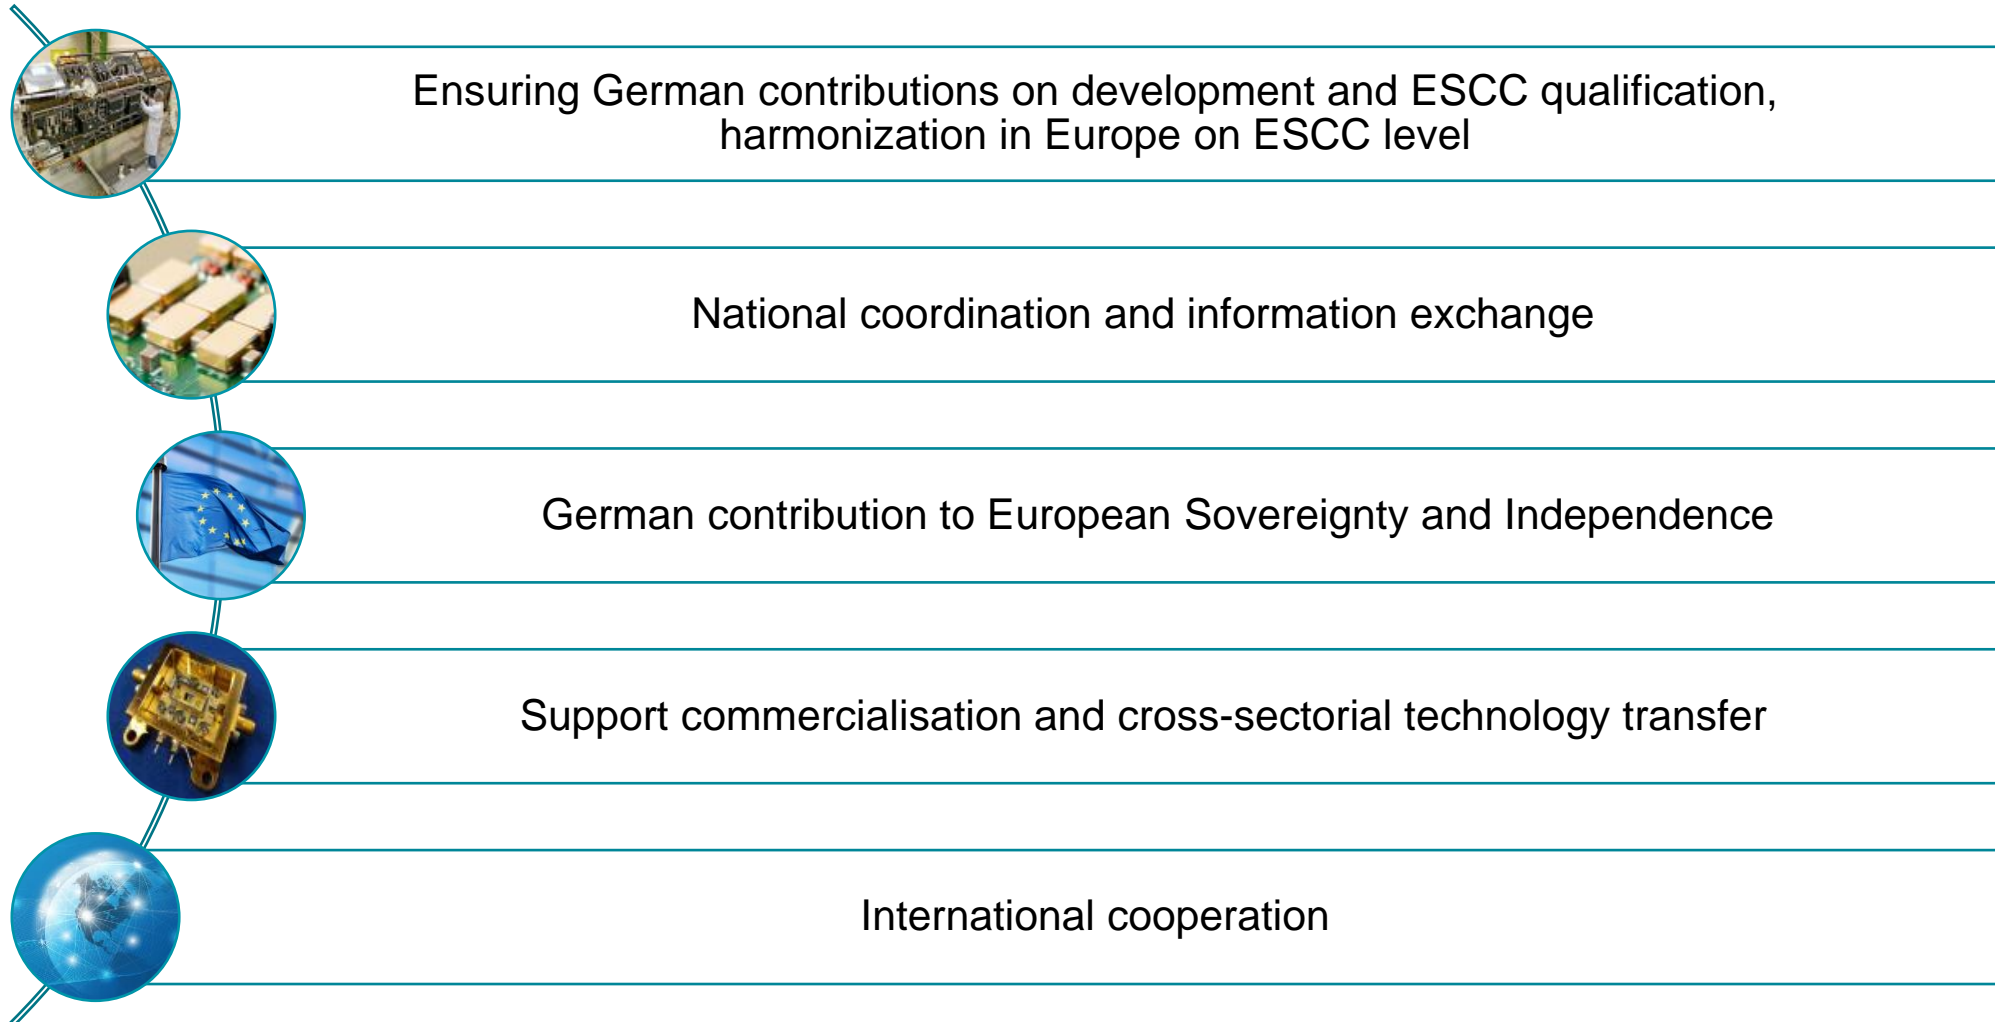 Ensuring German contributions on development and ESCC qualification,
harmonization in Europe on ESCC level
National coordination and information exchange
German contribution to European Sovereignty and Independence
Support commercialisation and cross-sectorial technology transfer
International cooperation